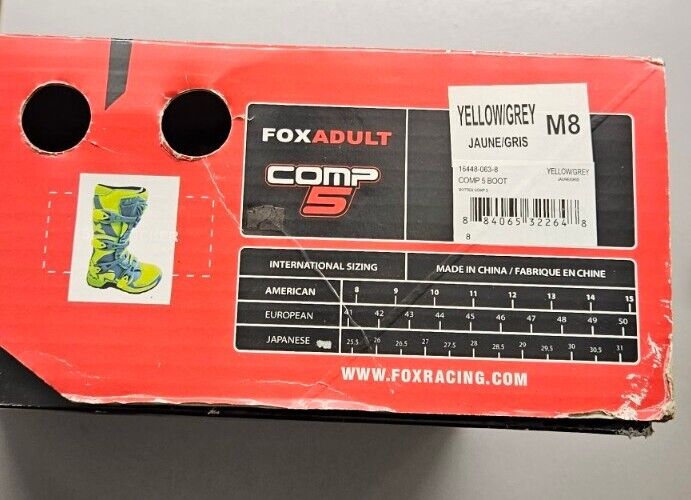 YELLOW/GREY M8
JAUNE/GRIS
16448-063-8 YELLOW/GREY
COMP 5 BOOT JAUNE/GRIS
8 84065 32264 8
8
FOXADULT
COMP
5
INTERNATIONAL SIZING MADE IN CHINA / FABRIQUE EN CHINE
AMERICAN 8 9 10 11 12 13 14 15
EUROPEAN 41 42 43 44 45 46 47 48 49 50
JAPANESE 25.5 26 26.5 27 27.5 28 28.5 29 29.5 30 30.5 31
WWW.FOXRACING.COM